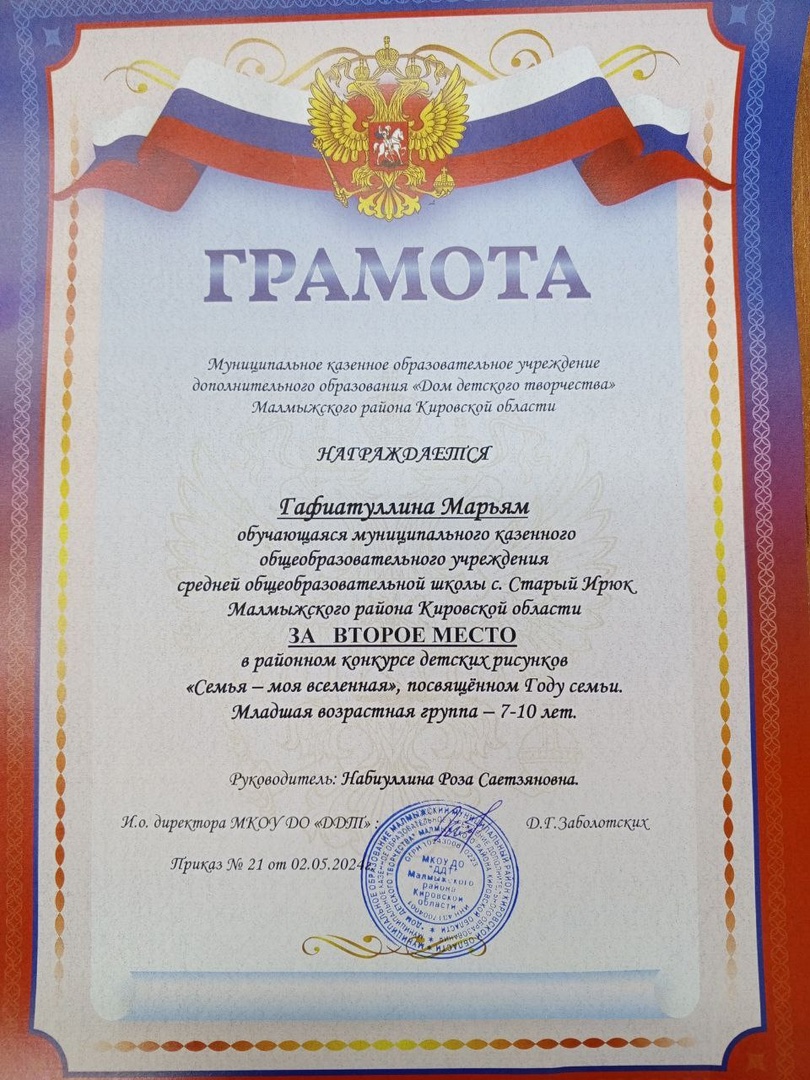 ГРАМОТА
Муниципальное казенное образовательное учреждение
дополнительного образования «Дом детского творчества»
Малмыжского района Кировской области
НАГРАЖДАЕТСЯ
Гафиатуллина Марьям
обучающаяся муниципального казенного
общеобразовательного учреждения
средней общеобразовательной школы с. Старый Ирюк
Малмыжского района Кировской области
ЗА ВТОРОЕ МЕСТО
в районном конкурсе детских рисунков
«Семья – моя вселенная», посвящённом Году семьи.
Младшая возрастная группа – 7-10 лет.
Руководитель: Набиуллина Роза Саетзяновна.
И.о. директора МКОУ ДО «ДДТ» : Д.Г.Заболотских
Приказ № 21 от 02.05.2024г.
МКОУ ДО
"ДДТ"
Малмыжского
района
Кировской
области